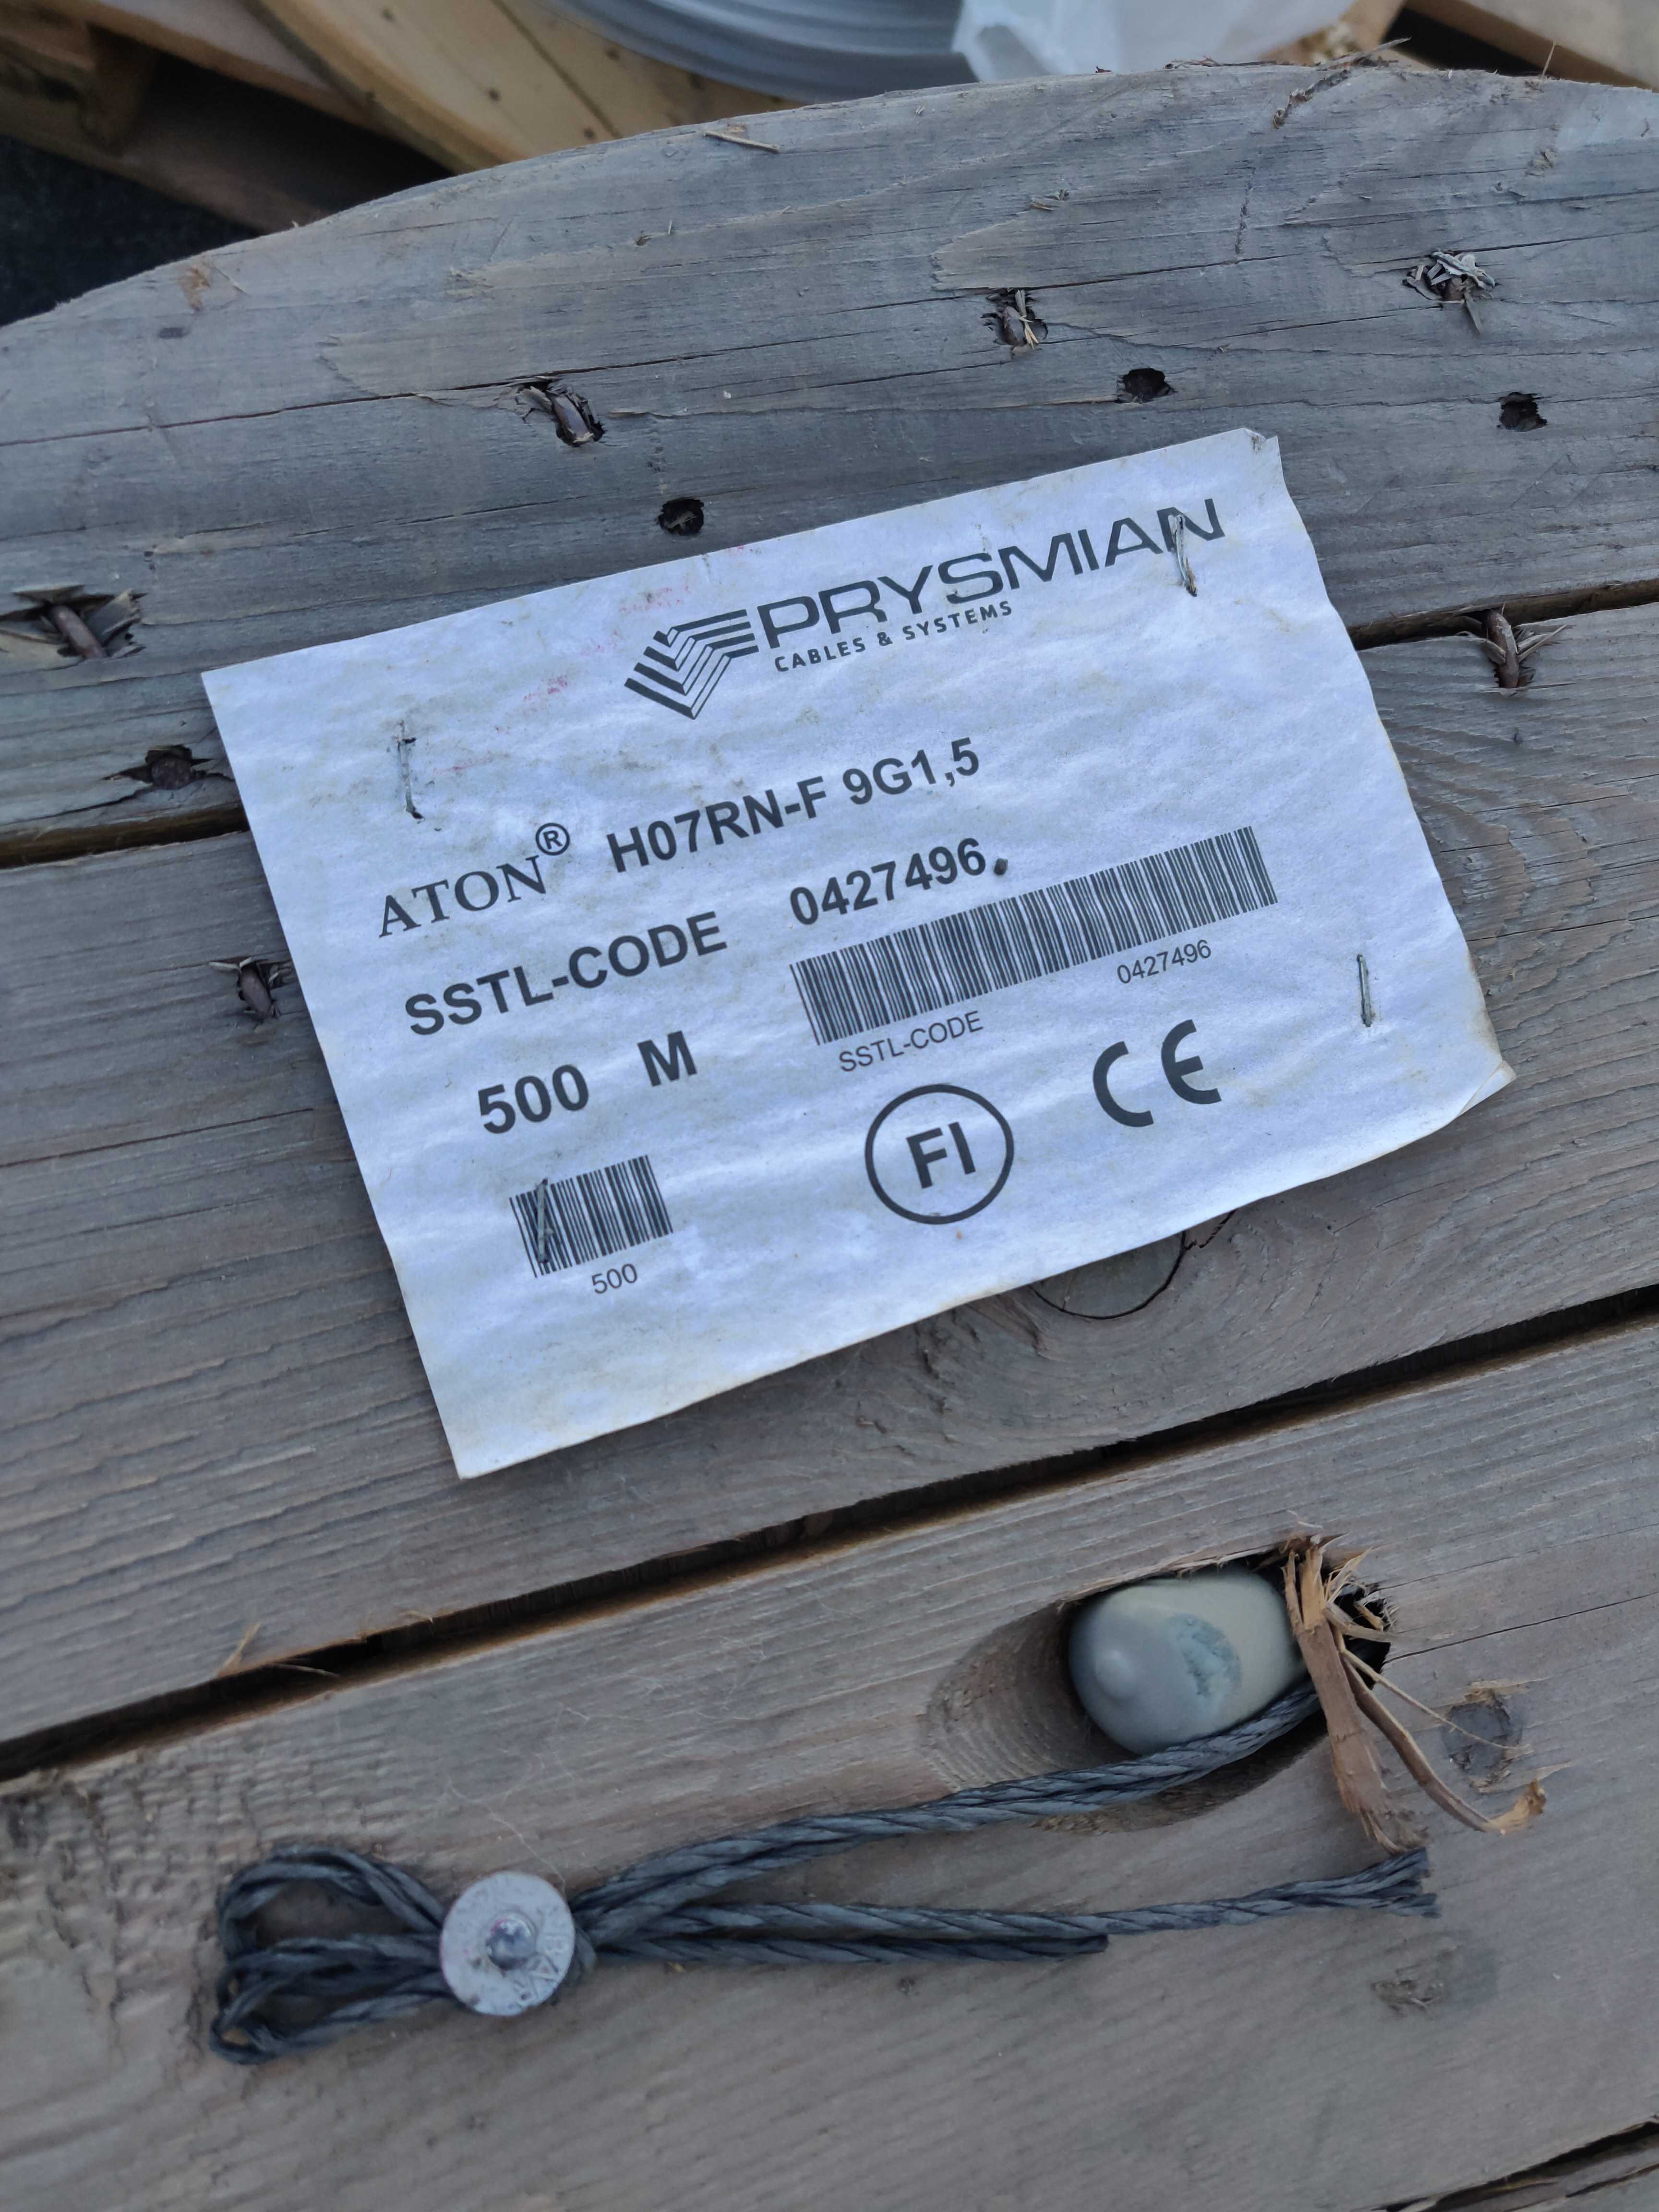 PRYSMIAN
CABLES & SYSTEMS
ATON® H07RN-F 9G1,5
SSTL-CODE 0427496
SSTL-CODE 0427496
500 M
500
FI
CE